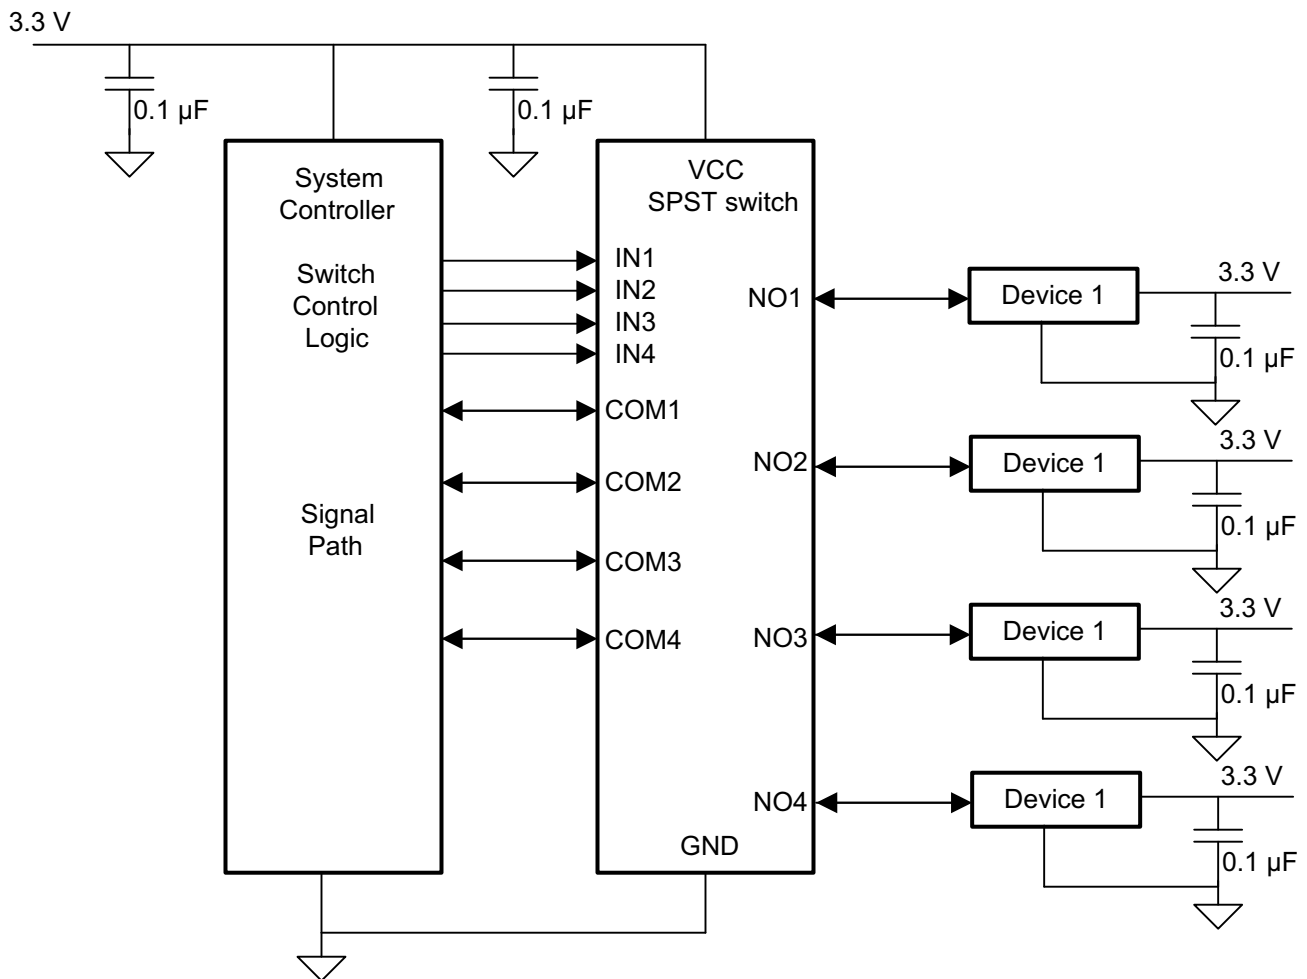 3.3 V
0.1 µF
0.1 µF
System
Controller
Switch
Control
Logic
Signal
Path
VCC
SPST switch
IN1
IN2
IN3
IN4
COM1
COM2
COM3
COM4
NO1
NO2
NO3
NO4
GND
Device 1
3.3 V
0.1 µF
Device 1
3.3 V
0.1 µF
Device 1
3.3 V
0.1 µF
Device 1
3.3 V
0.1 µF